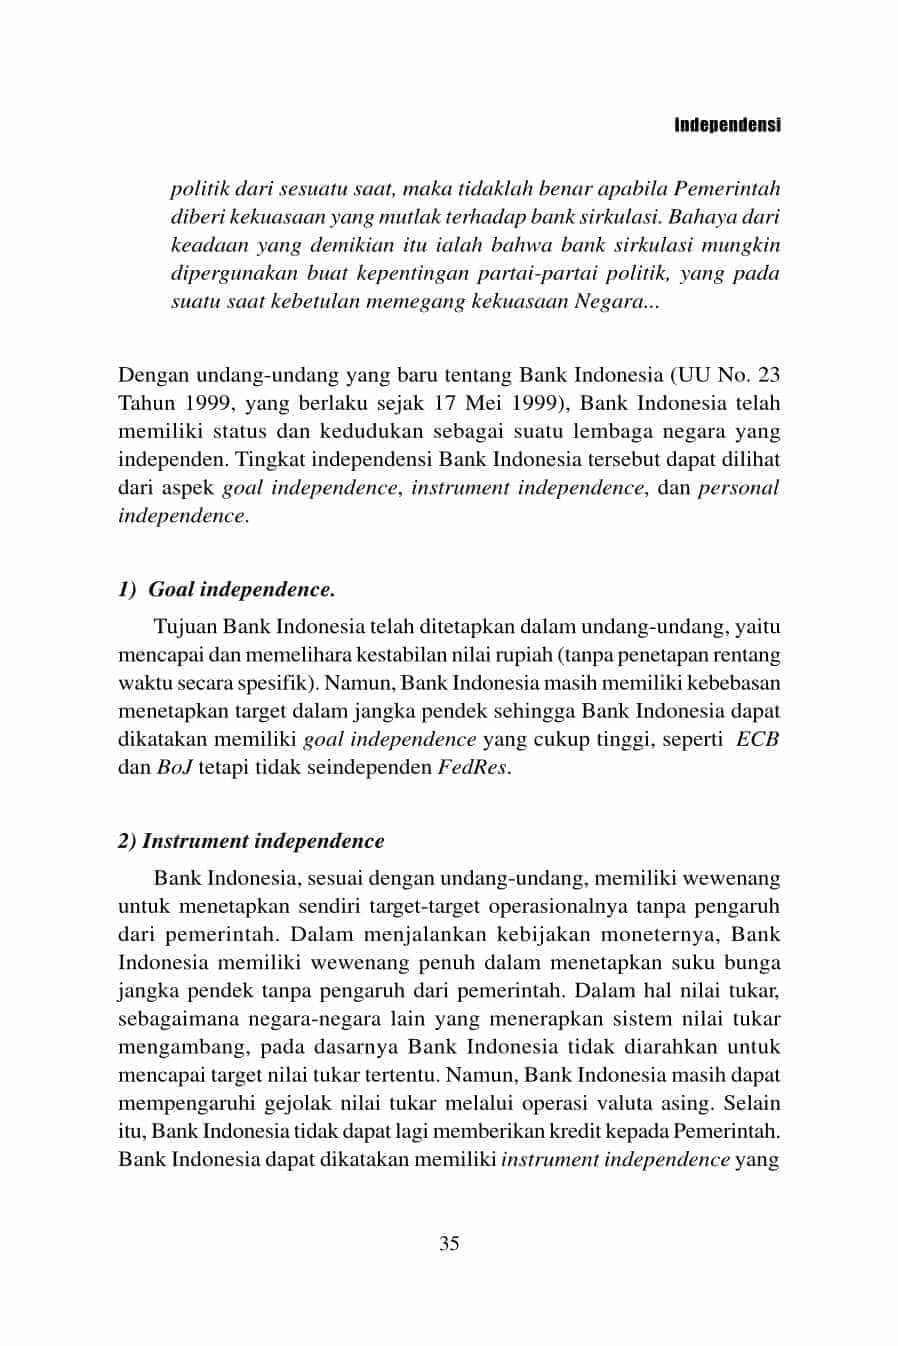 Independensi
politik dari sesuatu saat, maka tidaklah benar apabila Pemerintah
diberi kekuasaan yang mutlak terhadap bank sirkulasi. Bahaya dari
keadaan yang demikian itu ialah bahwa bank sirkulasi mungkin
dipergunakan buat kepentingan partai-partai politik, yang pada
suatu saat kebetulan memegang kekuasaan Negara...
Dengan undang-undang yang baru tentang Bank Indonesia (UU No. 23
Tahun 1999, yang berlaku sejak 17 Mei 1999), Bank Indonesia telah
memiliki status dan kedudukan sebagai suatu lembaga negara yang
independen. Tingkat independensi Bank Indonesia tersebut dapat dilihat
dari aspek goal independence, instrument independence, dan personal
independence.
1) Goal independence.
Tujuan Bank Indonesia telah ditetapkan dalam undang-undang, yaitu
mencapai dan memelihara kestabilan nilai rupiah (tanpa penetapan rentang
waktu secara spesifik). Namun, Bank Indonesia masih memiliki kebebasan
menetapkan target dalam jangka pendek sehingga Bank Indonesia dapat
dikatakan memiliki goal independence yang cukup tinggi, seperti ECB
dan BoJ tetapi tidak seindependen FedRes.
2) Instrument independence
Bank Indonesia, sesuai dengan undang-undang, memiliki wewenang
untuk menetapkan sendiri target-target operasionalnya tanpa pengaruh
dari pemerintah. Dalam menjalankan kebijakan moneternya, Bank
Indonesia memiliki wewenang penuh dalam menetapkan suku bunga
jangka pendek tanpa pengaruh dari pemerintah. Dalam hal nilai tukar,
sebagaimana negara-negara lain yang menerapkan sistem nilai tukar
mengambang, pada dasarnya Bank Indonesia tidak diarahkan untuk
mencapai target nilai tukar tertentu. Namun, Bank Indonesia masih dapat
mempengaruhi gejolak nilai tukar melalui operasi valuta asing. Selain
itu, Bank Indonesia tidak dapat lagi memberikan kredit kepada Pemerintah.
Bank Indonesia dapat dikatakan memiliki instrument independence yang
35